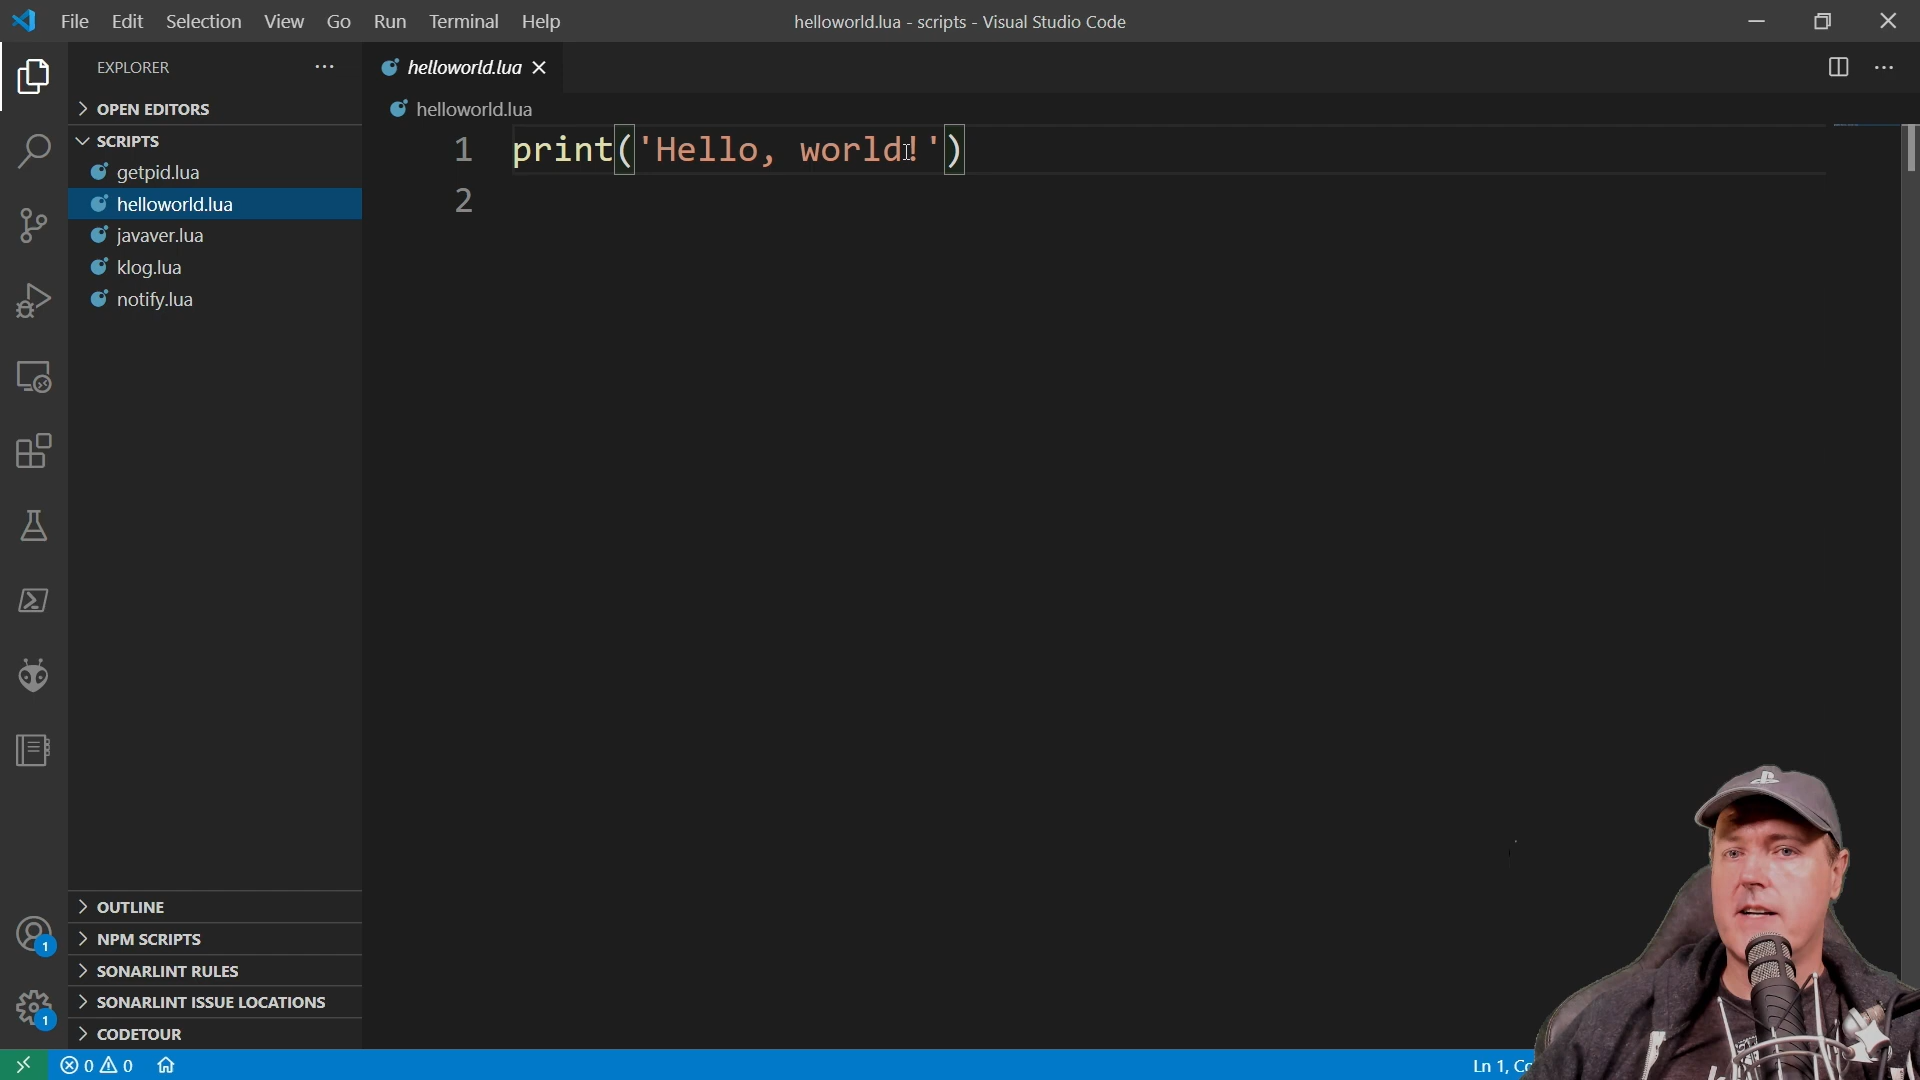 File Edit Selection View Go Run Terminal Help
helloworld.lua - scripts - Visual Studio Code
EXPLORER
OPEN EDITORS
SCRIPTS
getpid.lua
helloworld.lua
javaver.lua
klog.lua
notify.lua
helloworld.lua
helloworld.lua
1 print('Hello, world!')
2
OUTLINE
NPM SCRIPTS
SONARLINT RULES
SONARLINT ISSUE LOCATIONS
CODETOUR
1
1
0 0
Ln 1,